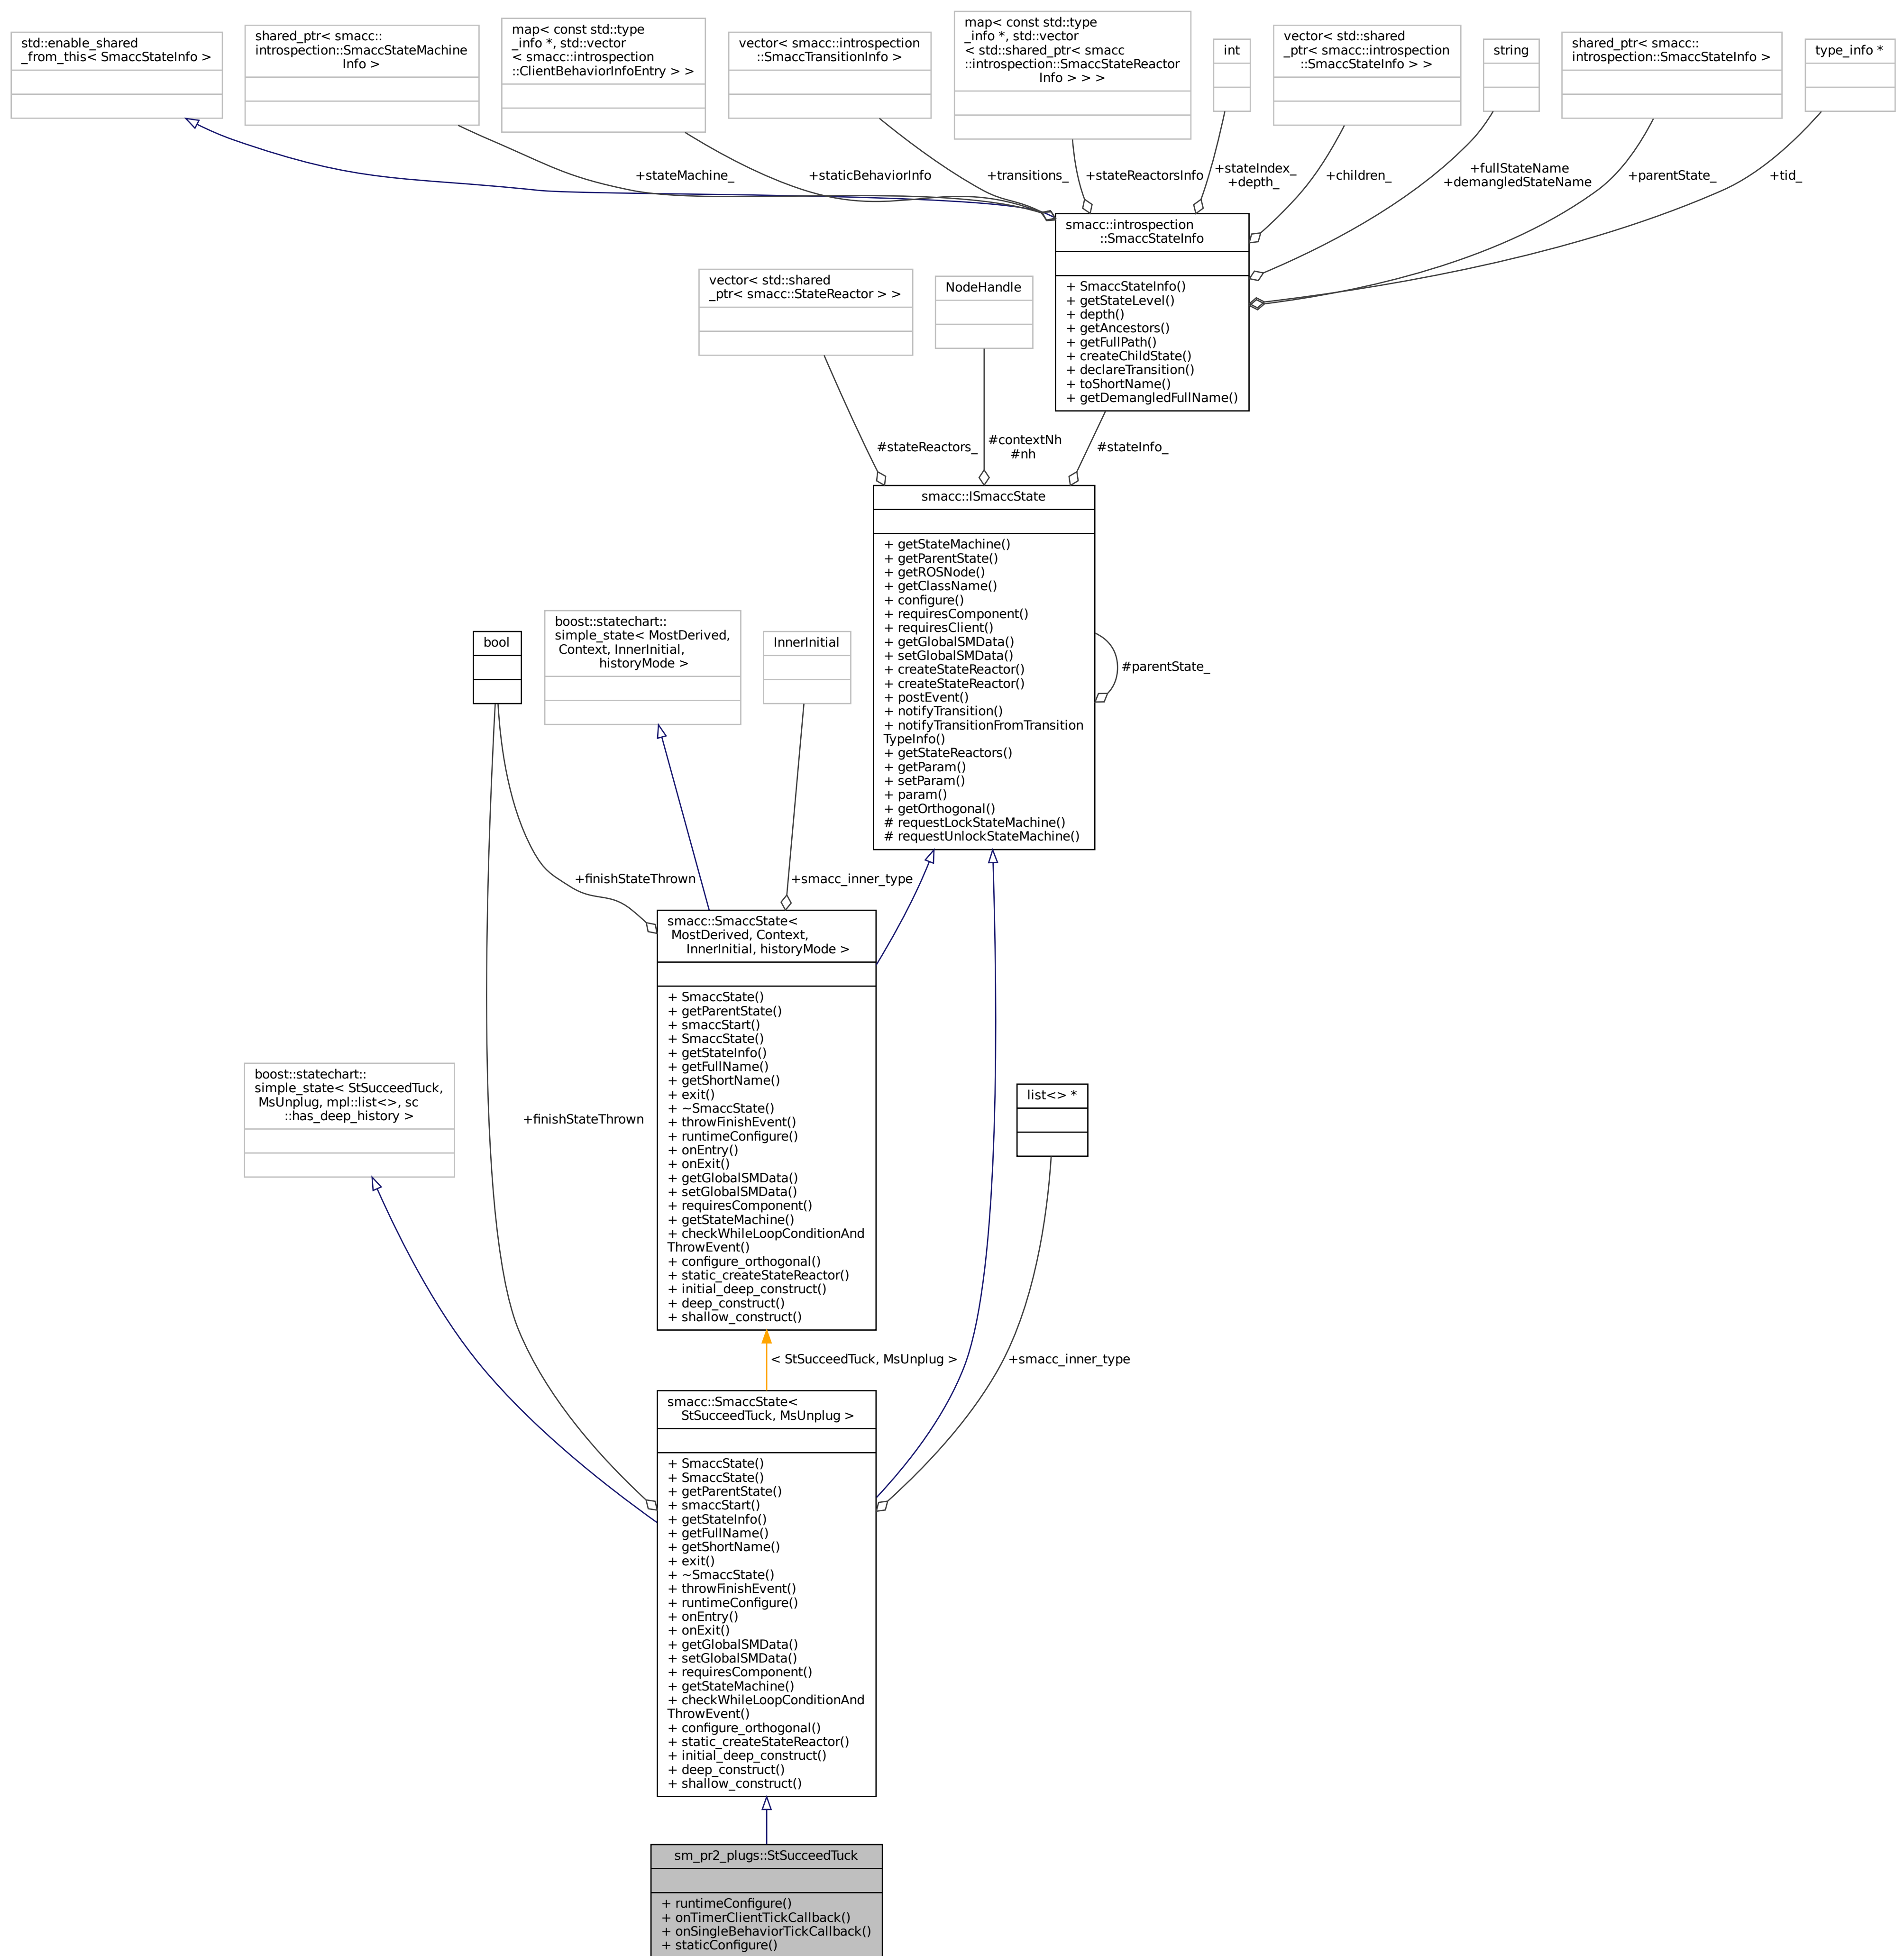 std::enable_shared
_from_this< SmaccStateInfo >
shared_ptr< smacc::
introspection::SmaccStateMachine
Info >
map< const std::type
_info *, std::vector
< smacc::introspection
::ClientBehaviorInfoEntry > >
vector< smacc::introspection
::SmaccTransitionInfo >
map< const std::type
_info *, std::vector
< std::shared_ptr< smacc
::introspection::SmaccStateReactor
Info > > >
int
vector< std::shared
_ptr< smacc::introspection
::SmaccStateInfo > >
string
shared_ptr< smacc::
introspection::SmaccStateInfo >
type_info *
+stateMachine_
+staticBehaviorInfo
+transitions_
+stateReactorsInfo
+stateIndex_
+depth_
+children_
+fullStateName
+demangledStateName
+parentState_
+tid_
smacc::introspection
::SmaccStateInfo
+ SmaccStateInfo()
+ getStateLevel()
+ depth()
+ getAncestors()
+ getFullPath()
+ createChildState()
+ declareTransition()
+ toShortName()
+ getDemangledFullName()
vector< std::shared
_ptr< smacc::StateReactor > >
NodeHandle
#stateReactors_
#contextNh
#nh
#stateInfo_
smacc::ISmaccState
+ getStateMachine()
+ getParentState()
+ getROSNode()
+ getClassName()
+ configure()
+ requiresComponent()
+ requiresClient()
+ getGlobalSMData()
+ setGlobalSMData()
+ createStateReactor()
+ createStateReactor()
+ postEvent()
+ notifyTransition()
+ notifyTransitionFromTransition
TypeInfo()
+ getStateReactors()
+ getParam()
+ setParam()
+ param()
+ getOrthogonal()
# requestLockStateMachine()
# requestUnlockStateMachine()
#parentState_
bool
boost::statechart::
simple_state< MostDerived,
Context, InnerInitial,
historyMode >
InnerInitial
+finishStateThrown
+smacc_inner_type
smacc::SmaccState<
MostDerived, Context,
InnerInitial, historyMode >
+ SmaccState()
+ getParentState()
+ smaccStart()
+ SmaccState()
+ getStateInfo()
+ getFullName()
+ getShortName()
+ exit()
+ ~SmaccState()
+ throwFinishEvent()
+ runtimeConfigure()
+ onEntry()
+ onExit()
+ getGlobalSMData()
+ setGlobalSMData()
+ requiresComponent()
+ getStateMachine()
+ checkWhileLoopConditionAnd
ThrowEvent()
+ configure_orthogonal()
+ static_createStateReactor()
+ initial_deep_construct()
+ deep_construct()
+ shallow_construct()
boost::statechart::
simple_state< StSucceedTuck,
MsUnplug, mpl::list<>, sc
::has_deep_history >
+finishStateThrown
list<> *
< StSucceedTuck, MsUnplug >
+smacc_inner_type
smacc::SmaccState<
StSucceedTuck, MsUnplug >
+ SmaccState()
+ SmaccState()
+ getParentState()
+ smaccStart()
+ getStateInfo()
+ getFullName()
+ getShortName()
+ exit()
+ ~SmaccState()
+ throwFinishEvent()
+ runtimeConfigure()
+ onEntry()
+ onExit()
+ getGlobalSMData()
+ setGlobalSMData()
+ requiresComponent()
+ getStateMachine()
+ checkWhileLoopConditionAnd
ThrowEvent()
+ configure_orthogonal()
+ static_createStateReactor()
+ initial_deep_construct()
+ deep_construct()
+ shallow_construct()
sm_pr2_plugs::StSucceedTuck
+ runtimeConfigure()
+ onTimerClientTickCallback()
+ onSingleBehaviorTickCallback()
+ staticConfigure()